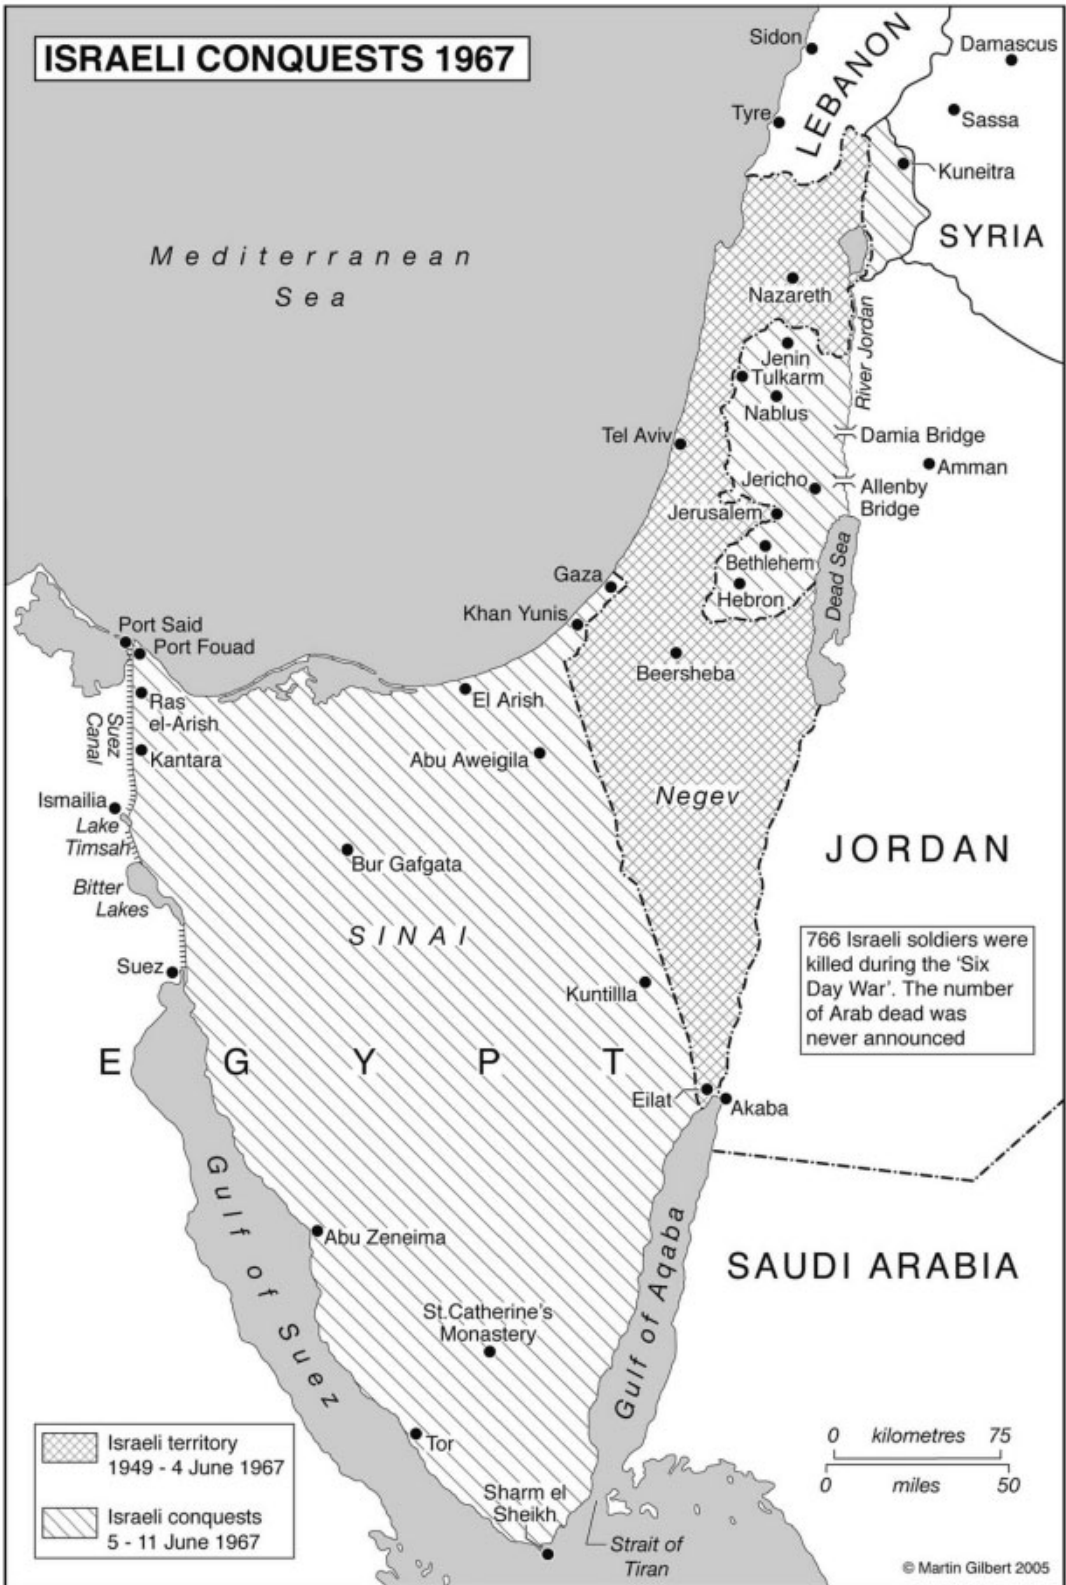 ISRAELI CONQUESTS 1967
Sidon
LEBANON
Damascus
Tyre
Sassa
Kuneitra
SYRIA
Mediterranean
Sea
Nazareth
River Jordan
Jenin
Tulkarm
Nablus
Tel Aviv
Damia Bridge
Amman
Jericho
Allenby
Bridge
Jerusalem
Bethlehem
Dead Sea
Gaza
Hebron
Khan Yunis
Port Said
Port Fouad
Beersheba
El Arish
Ras
el-Arish
Suez
Canal
Kantara
Abu Aweigila
Negev
Ismailia
Lake
Timsah
Bur Gafgata
JORDAN
Bitter
Lakes
SINAI
766 Israeli soldiers were
killed during the ‘Six
Day War’. The number
of Arab dead was
never announced
Suez
Kuntillla
EGYPT
Eilat
Akaba
Gulf of Suez
Abu Zeneima
Gulf of Aqaba
SAUDI ARABIA
St.Catherine's
Monastery
Tor
Sharm el
Sheikh
Strait of
Tiran
Israeli territory
1949 - 4 June 1967
Israeli conquests
5 - 11 June 1967
0 kilometres 75
0 miles 50
© Martin Gilbert 2005